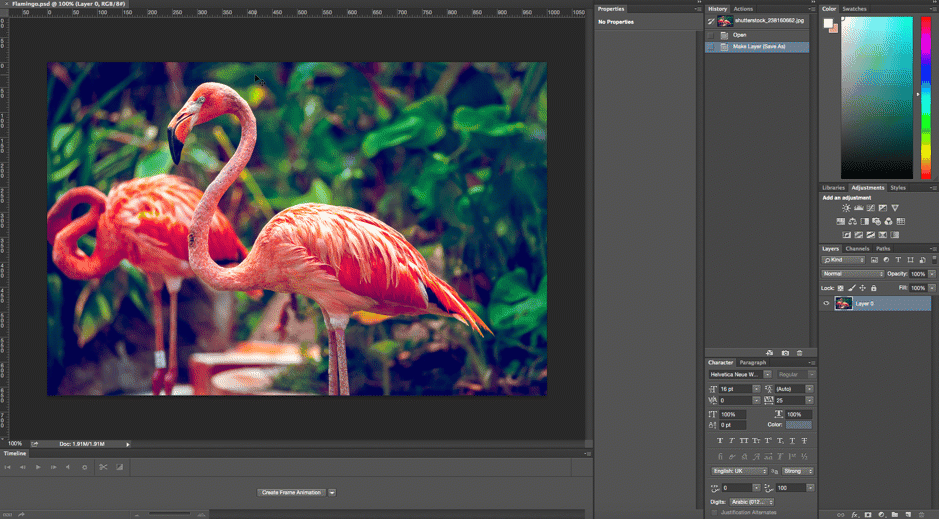 Flamingo.psd @ 100% (Layer 0, RGB/8#)
50 0 50 100 150 200 250 300 350 400 450 500 550 600 650 700 750 800 850 900 950 1000 1050
100% Doc: 1.91M/1.91M
Timeline
Create Frame Animation
Properties
No Properties
History Actions
shutterstock_238160662.jpg
Open
Make Layer (Save As)
Character Paragraph
Helvetica Neue W... Regular
16 pt (Auto)
0 25
100% 100%
0 pt Color:
English: UK Strong
0 100
Digits: Arabic (012...
Justification Alternates
Color Swatches
Libraries Adjustments Styles
Add an adjustment
Layers Channels Paths
Kind
Normal Opacity: 100%
Lock: Fill: 100%
Layer 0